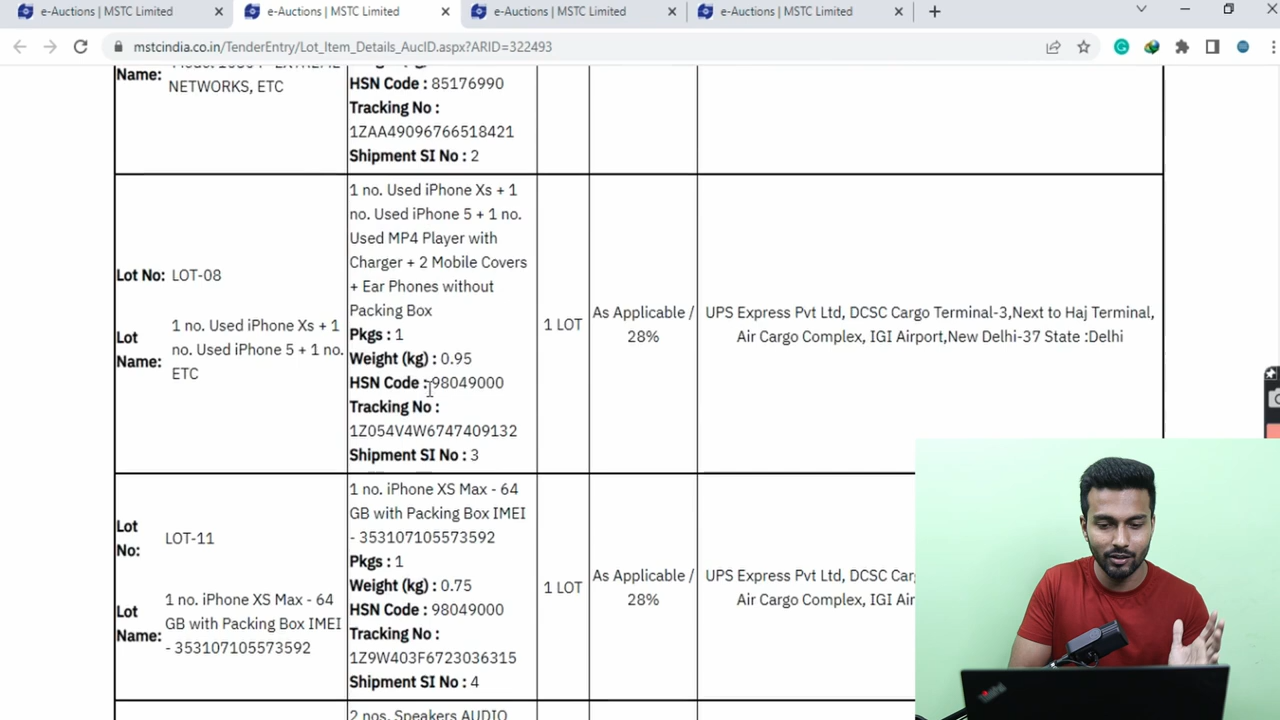 e-Auctions | MSTC Limited
e-Auctions | MSTC Limited
e-Auctions | MSTC Limited
e-Auctions | MSTC Limited
mstcindia.co.in/TenderEntry/Lot_Item_Details_AucID.aspx?ARID=322493
Name:
NETWORKS, ETC
HSN Code : 85176990
Tracking No :
1ZAA49096766518421
Shipment SI No : 2
Lot No: LOT-08
Lot Name:
1 no. Used iPhone Xs + 1
no. Used iPhone 5 + 1 no.
ETC
1 no. Used iPhone Xs + 1
no. Used iPhone 5 + 1 no.
Used MP4 Player with
Charger + 2 Mobile Covers
+ Ear Phones without
Packing Box
Pkgs : 1
Weight (kg) : 0.95
HSN Code : 98049000
Tracking No :
1Z054V4W6747409132
Shipment SI No : 3
1 LOT
As Applicable /
28%
UPS Express Pvt Ltd, DCSC Cargo Terminal-3,Next to Haj Terminal,
Air Cargo Complex, IGI Airport,New Delhi-37 State :Delhi
Lot
No:
LOT-11
Lot
Name:
1 no. iPhone XS Max - 64
GB with Packing Box IMEI
- 353107105573592
1 no. iPhone XS Max - 64
GB with Packing Box IMEI
- 353107105573592
Pkgs : 1
Weight (kg) : 0.75
HSN Code : 98049000
Tracking No :
1Z9W403F6723036315
Shipment SI No : 4
1 LOT
As Applicable /
28%
UPS Express Pvt Ltd, DCSC
Air Cargo Complex, IGI
2 nos. Speakers AUDIO